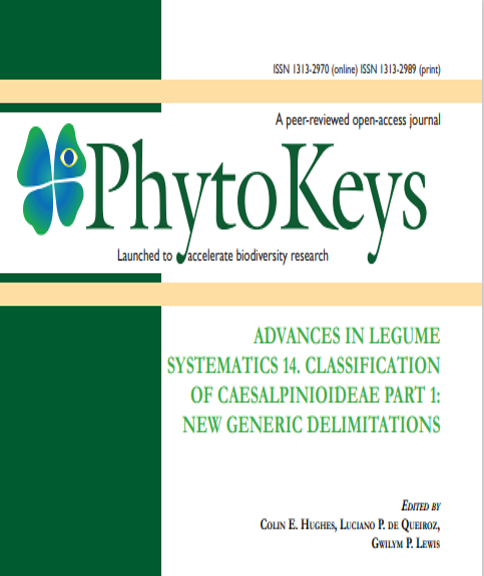 ISSN 1313-2970 (online) ISSN 1313-2989 (print)
A peer-reviewed open-access journal
PhytoKeys
Launched to accelerate biodiversity research
ADVANCES IN LEGUME
SYSTEMATICS 14. CLASSIFICATION
OF CAESALPINIOIDEAE PART 1:
NEW GENERIC DELIMITATIONS
EDITED BY
COLIN E. HUGHES, LUCIANO P. DE QUEIROZ,
GWILYM P. LEWIS